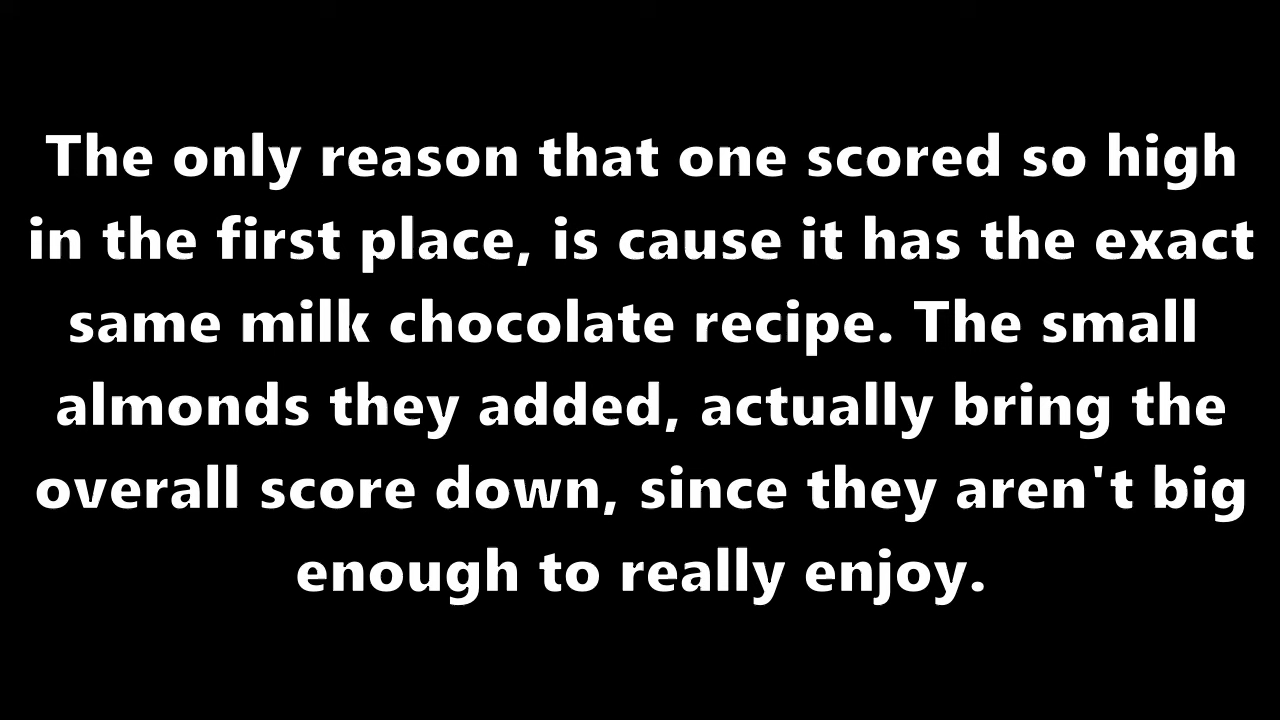 The only reason that one scored so high
in the first place, is cause it has the exact
same milk chocolate recipe. The small
almonds they added, actually bring the
overall score down, since they aren't big
enough to really enjoy.